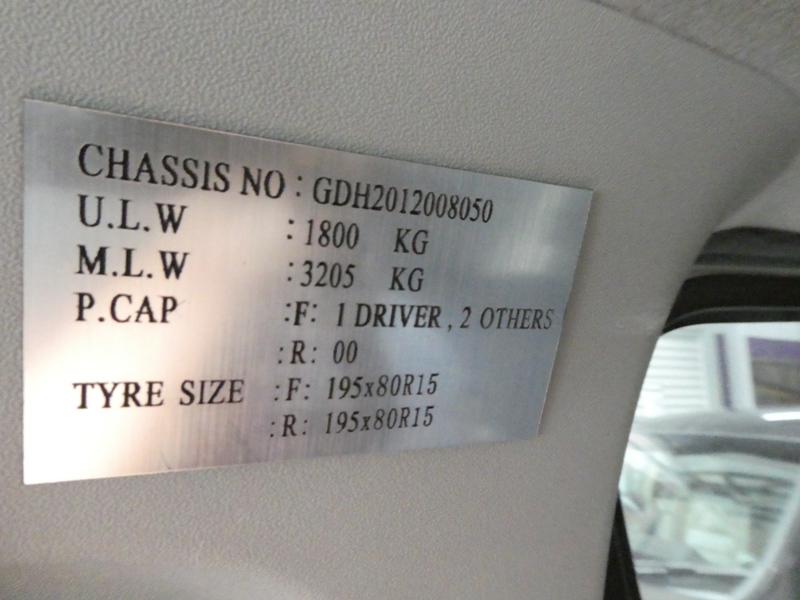 CHASSIS NO : GDH2012008050
U.L.W : 1800 KG
M.L.W : 3205 KG
P.CAP :F: 1 DRIVER , 2 OTHERS
:R: 00
TYRE SIZE :F: 195x80R15
:R: 195x80R15